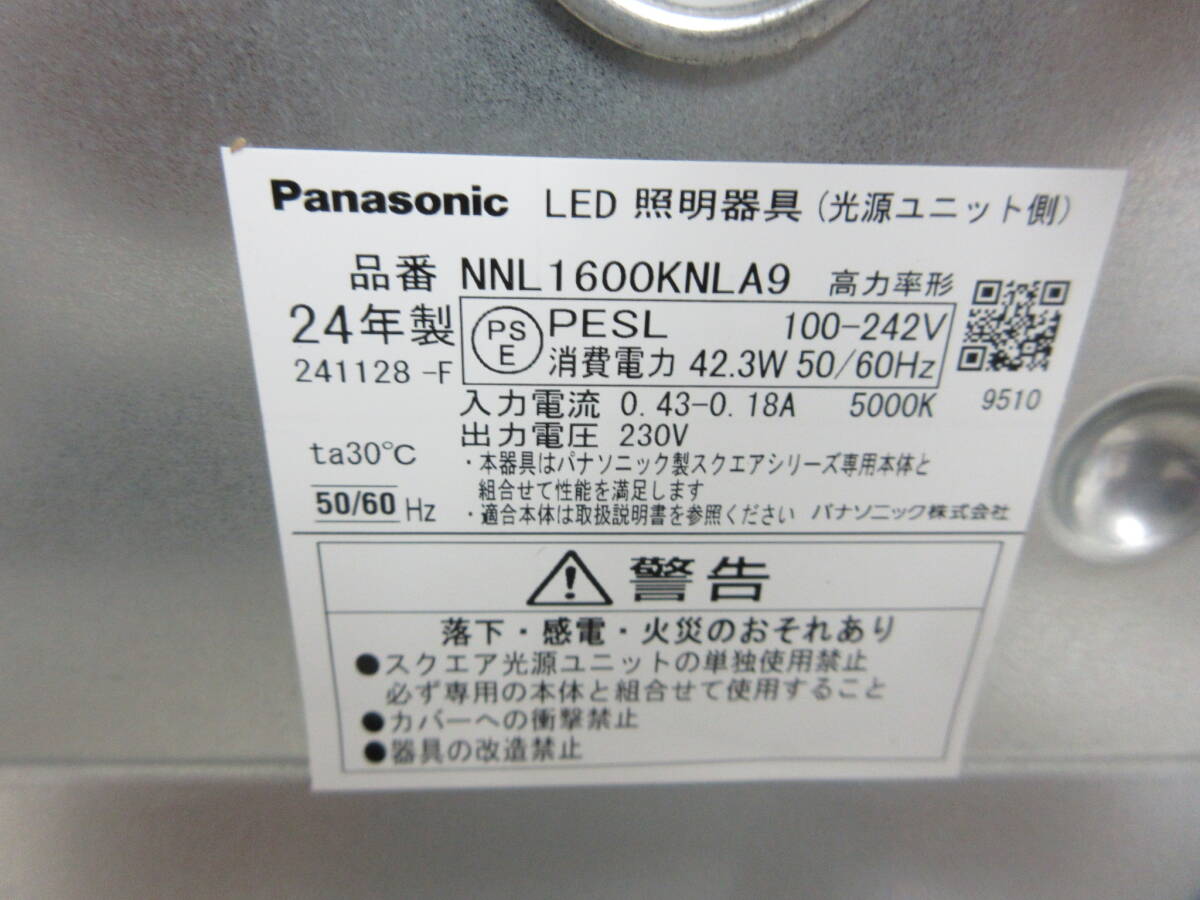 Panasonic LED 照明器具 (光源ユニット側)
品番 NNL1600KNLA9 高力率形
24年製
241128 -F
PS
E
PESL 100-242V
消費電力 42.3W 50/60Hz
9510
入力電流 0.43-0.18A 5000K
出力電圧 230V
ta30℃
50/60 Hz
・本器具はパナソニック製スクエアシリーズ専用本体と
組合せて性能を満足します
・適合本体は取扱説明書を参照ください パナソニック株式会社
警告
落下・感電・火災のおそれあり
●スクエア光源ユニットの単独使用禁止
必ず専用の本体と組合せて使用すること
●カバーへの衝撃禁止
●器具の改造禁止